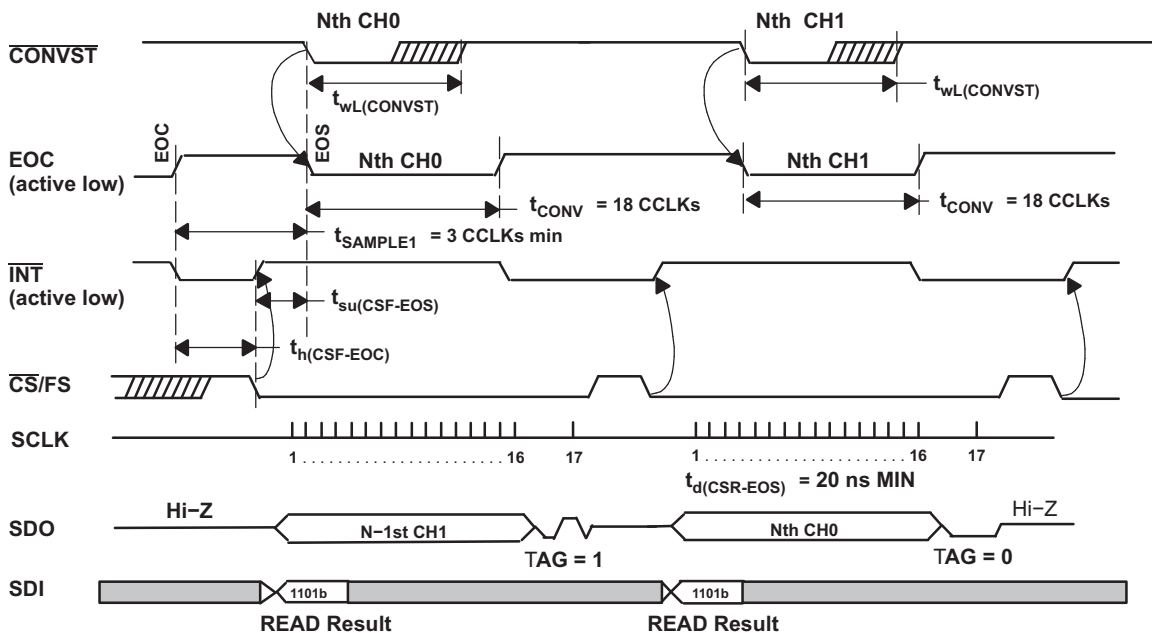 Nth CH0
Nth CH1
CONVST
twL(CONVST)
twL(CONVST)
EOC
EOS
EOC
(active low)
Nth CH0
Nth CH1
tCONV = 18 CCLKs
tCONV = 18 CCLKs
tSAMPLE1 = 3 CCLKs min
INT
(active low)
tsu(CSF-EOS)
th(CSF-EOC)
CS/FS
SCLK
1 . . . . . . . . . . . . . . . . . . . . 16 17
1 . . . . . . . . . . . . . . . . . . . . 16 17
td(CSR-EOS) = 20 ns MIN
Hi−Z
Hi−Z
SDO
N−1st CH1
Nth CH0
TAG = 1
TAG = 0
SDI
1101b
1101b
READ Result
READ Result